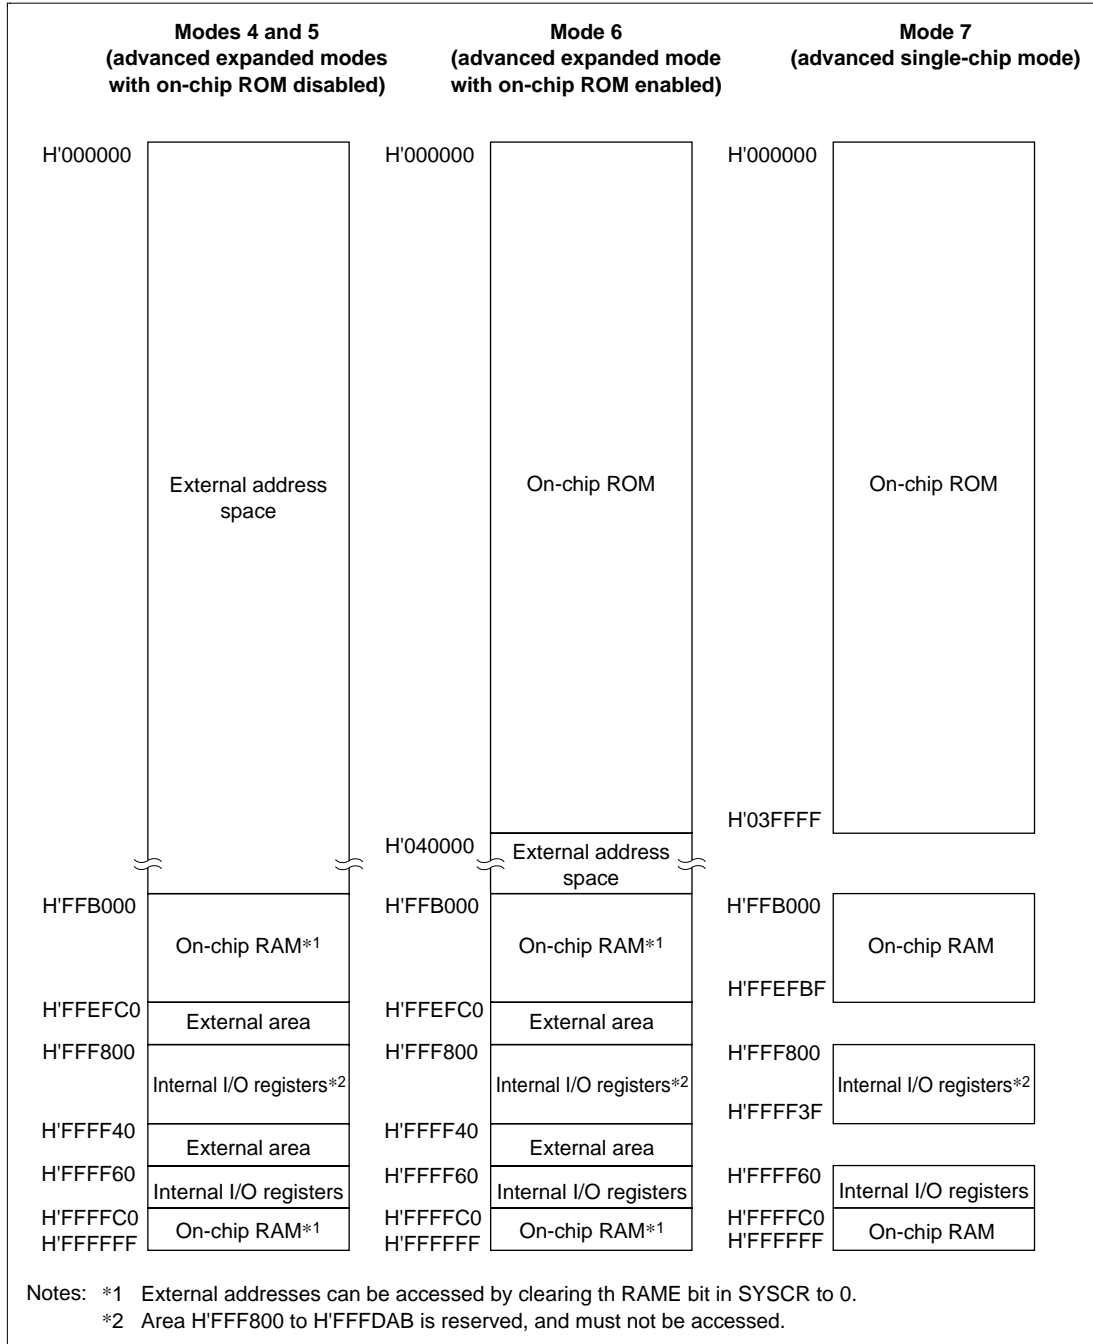 Modes 4 and 5
(advanced expanded modes
with on-chip ROM disabled)
Mode 6
(advanced expanded mode
with on-chip ROM enabled)
Mode 7
(advanced single-chip mode)
H'000000
External address
space
H'FFB000
On-chip RAM*1
H'FFEFC0
External area
H'FFF800
Internal I/O registers*2
H'FFFF40
External area
H'FFFF60
Internal I/O registers
H'FFFFC0
On-chip RAM*1
H'FFFFFF
H'000000
On-chip ROM
H'040000
External address
space
H'FFB000
On-chip RAM*1
H'FFEFC0
External area
H'FFF800
Internal I/O registers*2
H'FFFF40
External area
H'FFFF60
Internal I/O registers
H'FFFFC0
On-chip RAM*1
H'FFFFFF
H'000000
On-chip ROM
H'03FFFF
H'FFB000
On-chip RAM
H'FFEFBF
H'FFF800
Internal I/O registers*2
H'FFFF3F
H'FFFF60
Internal I/O registers
H'FFFFC0
On-chip RAM
H'FFFFFF
Notes: *1 External addresses can be accessed by clearing th RAME bit in SYSCR to 0.
*2 Area H'FFF800 to H'FFFDAB is reserved, and must not be accessed.